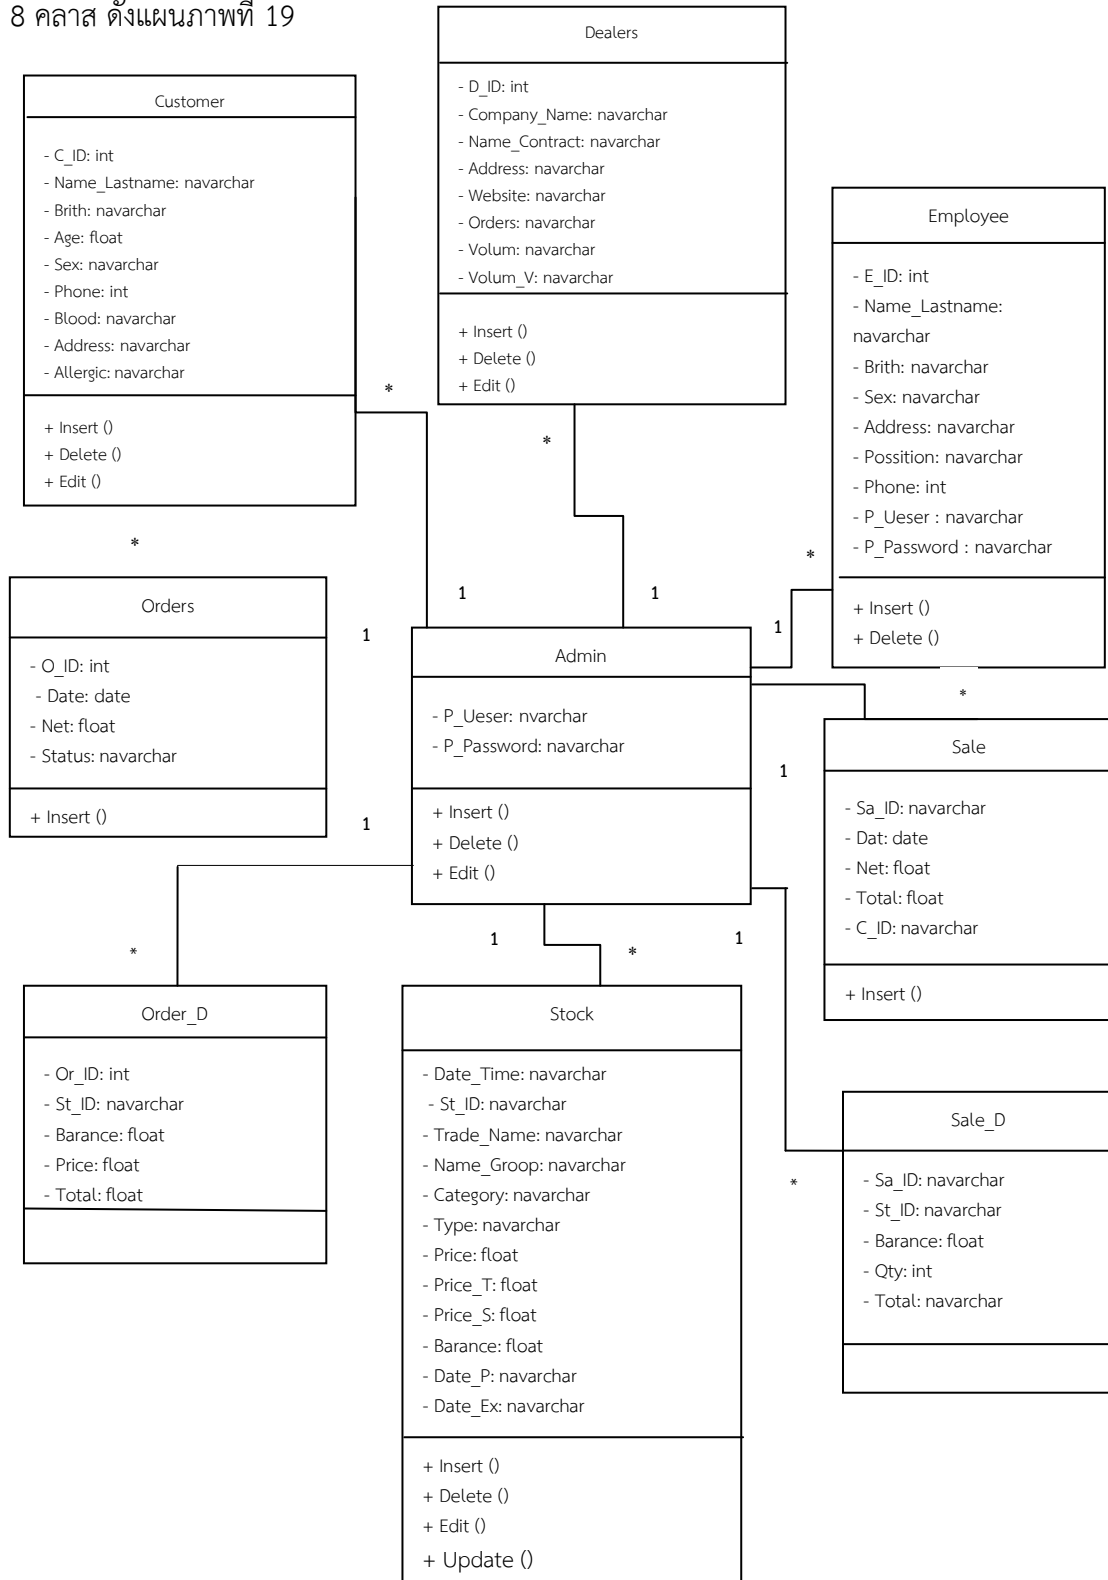 8 คลาส ดังแผนภาพที่ 19
Dealers
- D_ID: int
- Company_Name: navarchar
- Name_Contract: navarchar
- Address: navarchar
- Website: navarchar
- Orders: navarchar
- Volum: navarchar
- Volum_V: navarchar
+ Insert ()
+ Delete ()
+ Edit ()
*
1
Customer
- C_ID: int
- Name_Lastname: navarchar
- Brith: navarchar
- Age: float
- Sex: navarchar
- Phone: int
- Blood: navarchar
- Address: navarchar
- Allergic: navarchar
+ Insert ()
+ Delete ()
+ Edit ()
*
1
Employee
- E_ID: int
- Name_Lastname:
navarchar
- Brith: navarchar
- Sex: navarchar
- Address: navarchar
- Possition: navarchar
- Phone: int
- P_Ueser : navarchar
- P_Password : navarchar
+ Insert ()
+ Delete ()
*
1
*
Orders
- O_ID: int
- Date: date
- Net: float
- Status: navarchar
+ Insert ()
1
Admin
- P_Ueser: nvarchar
- P_Password: navarchar
+ Insert ()
+ Delete ()
+ Edit ()
*
1
Sale
- Sa_ID: navarchar
- Dat: date
- Net: float
- Total: float
- C_ID: navarchar
+ Insert ()
1
*
Order_D
- Or_ID: int
- St_ID: navarchar
- Barance: float
- Price: float
- Total: float
1
*
Stock
- Date_Time: navarchar
- St_ID: navarchar
- Trade_Name: navarchar
- Name_Groop: navarchar
- Category: navarchar
- Type: navarchar
- Price: float
- Price_T: float
- Price_S: float
- Barance: float
- Date_P: navarchar
- Date_Ex: navarchar
+ Insert ()
+ Delete ()
+ Edit ()
+ Update ()
1
*
Sale_D
- Sa_ID: navarchar
- St_ID: navarchar
- Barance: float
- Qty: int
- Total: navarchar